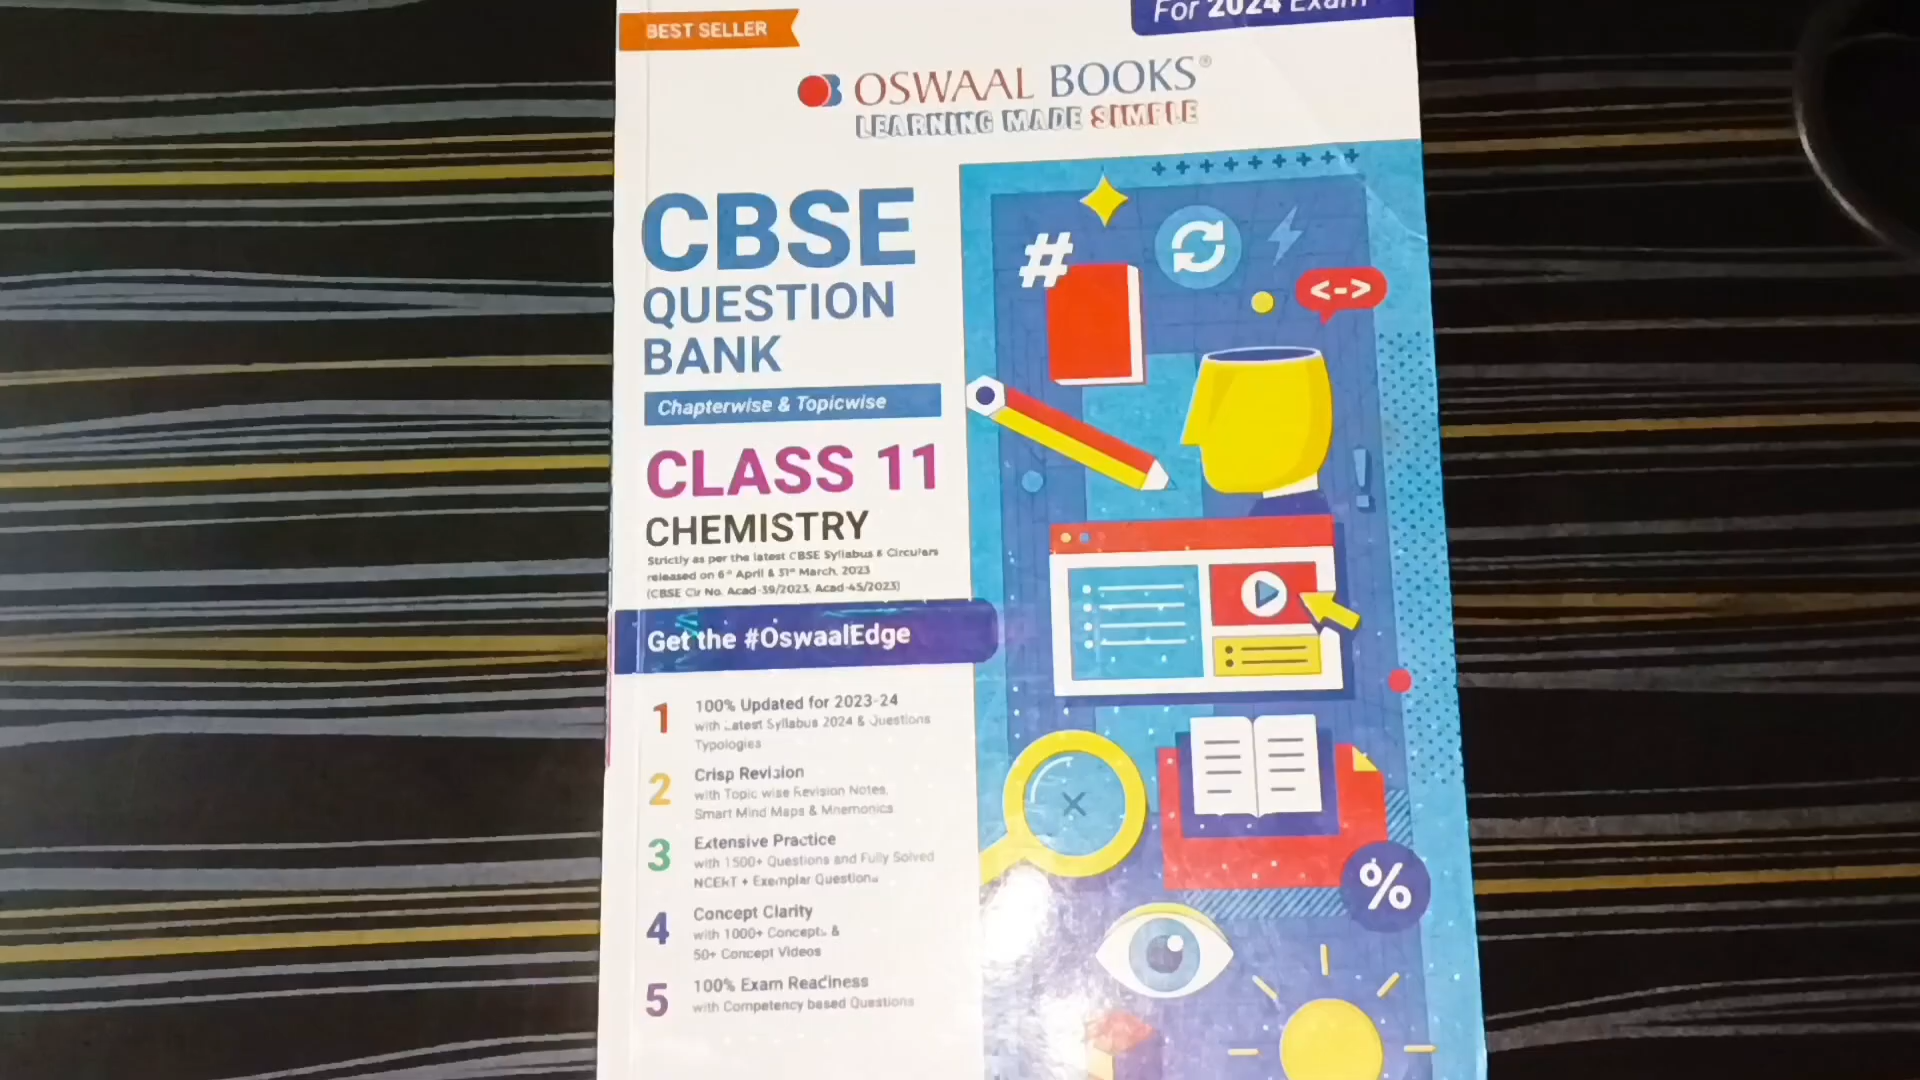 BEST SELLER
For 2024 Exam
OSWAAL BOOKS®
LEARNING MADE SIMPLE
CBSE
QUESTION
BANK
Chapterwise & Topicwise
CLASS 11
CHEMISTRY
Strictly as per the latest CBSE Syllabus & Circulars
released on 6th April & 31st March, 2023
(CBSE Cir No. Acad-39/2023; Acad-45/2023)
Get the #OswaalEdge
1 100% Updated for 2023-24
with Latest Syllabus 2024 & Questions
Typologies
2 Crisp Revision
with Topic wise Revision Notes,
Smart Mind Maps & Mnemonics
3 Extensive Practice
with 1500+ Questions and Fully Solved
NCERT + Exemplar Questions
4 Concept Clarity
with 1000+ Concepts &
50+ Concept Videos
5 100% Exam Readiness
with Competency based Questions
#
<->
!
%